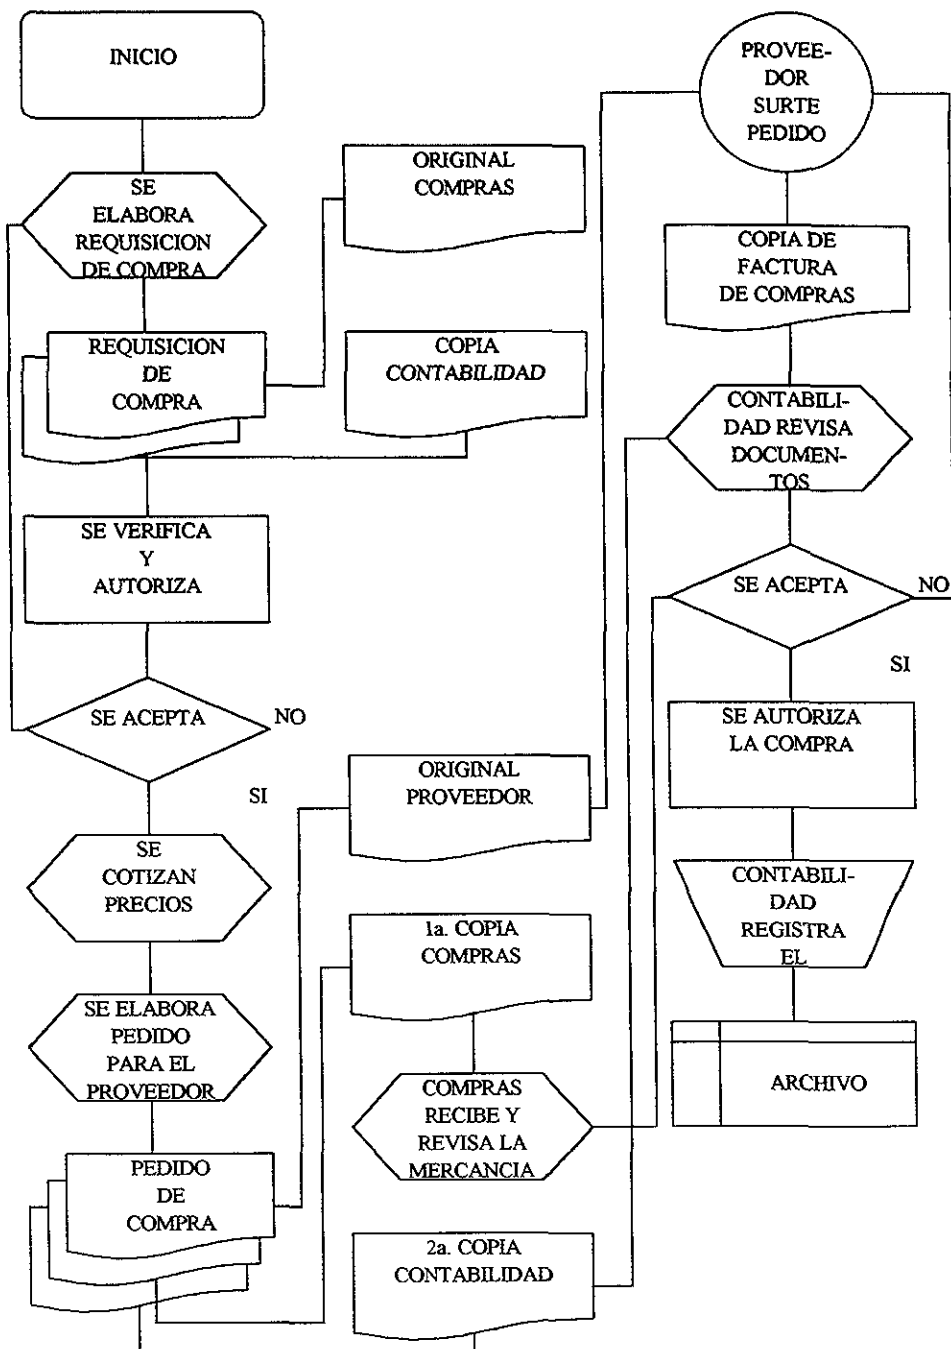 INICIO
SE
ELABORA
REQUISICION
DE COMPRA
REQUISICION
DE
COMPRA
ORIGINAL
COMPRAS
COPIA
CONTABILIDAD
SE VERIFICA
Y
AUTORIZA
SE ACEPTA
NO
SI
SE
COTIZAN
PRECIOS
SE ELABORA
PEDIDO
PARA EL
PROVEEDOR
PEDIDO
DE
COMPRA
ORIGINAL
PROVEEDOR
1a. COPIA
COMPRAS
COMPRAS
RECIBE Y
REVISA LA
MERCANCIA
2a. COPIA
CONTABILIDAD
PROVEE-
DOR
SURTE
PEDIDO
COPIA DE
FACTURA
DE COMPRAS
CONTABILI-
DAD REVISA
DOCUMEN-
TOS
SE ACEPTA
NO
SI
SE AUTORIZA
LA COMPRA
CONTABILI-
DAD
REGISTRA
EL
ARCHIVO